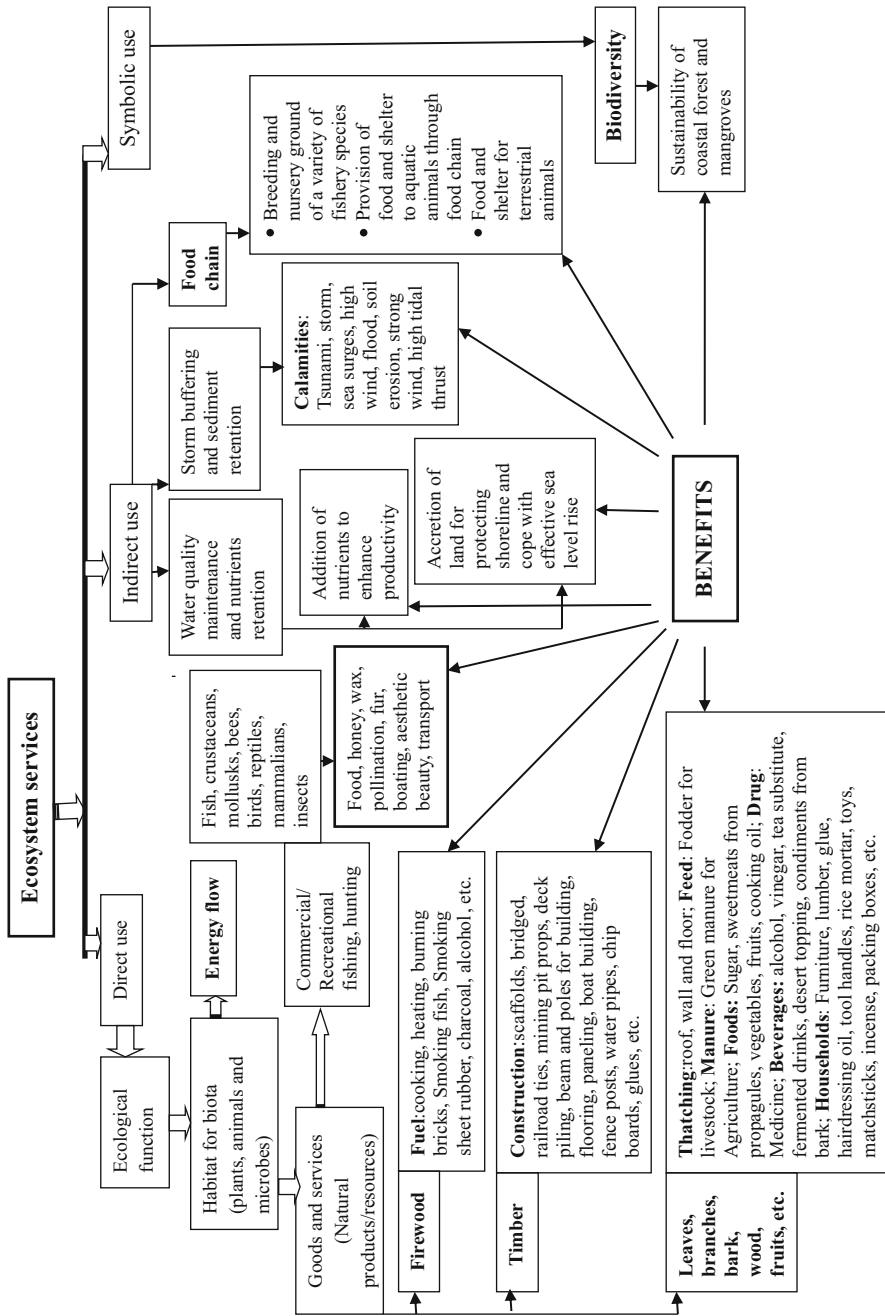 Ecosystem services
Direct use
Indirect use
Symbolic use
Ecological
function
Habitat for biota
(plants, animals and
microbes)
Energy flow
Goods and services
(Natural
products/resources)
Commercial/
Recreational
fishing, hunting
Fish, crustaceans,
mollusks, bees,
birds, reptiles,
mammalians,
insects
Food, honey, wax,
pollination, fur,
boating, aesthetic
beauty, transport
Water quality
maintenance
and nutrients
retention
Storm buffering
and sediment
retention
Food
chain
Addition of
nutrients to
enhance
productivity
Accretion of
land for
protecting
shoreline and
cope with
effective sea
level rise
Calamities:
Tsunami, storm,
sea surges, high
wind, flood, soil
erosion, strong
wind, high tidal
thrust
• Breeding and
nursery ground
of a variety of
fishery species
• Provision of
food and shelter
to aquatic
animals through
food chain
• Food and
shelter for
terrestrial
animals
Biodiversity
Sustainability of
coastal forest and
mangroves
Firewood
Fuel:cooking, heating, burning
bricks, Smoking fish, Smoking
sheet rubber, charcoal, alcohol, etc.
Timber
Construction:scaffolds, bridged,
railroad ties, mining pit props, deck
piling, beam and poles for building,
flooring, paneling, boat building,
fence posts, water pipes, chip
boards, glues, etc.
Leaves,
branches,
bark,
wood,
fruits, etc.
Thatching:roof, wall and floor; Feed: Fodder for
livestock; Manure: Green manure for
Agriculture; Foods: Sugar, sweetmeats from
propagules, vegetables, fruits, cooking oil; Drug:
Medicine; Beverages: alcohol, vinegar, tea substitute,
fermented drinks, desert topping, condiments from
bark; Households: Furniture, lumber, glue,
hairdressing oil, tool handles, rice mortar, toys,
matchsticks, incense, packing boxes, etc.
BENEFITS